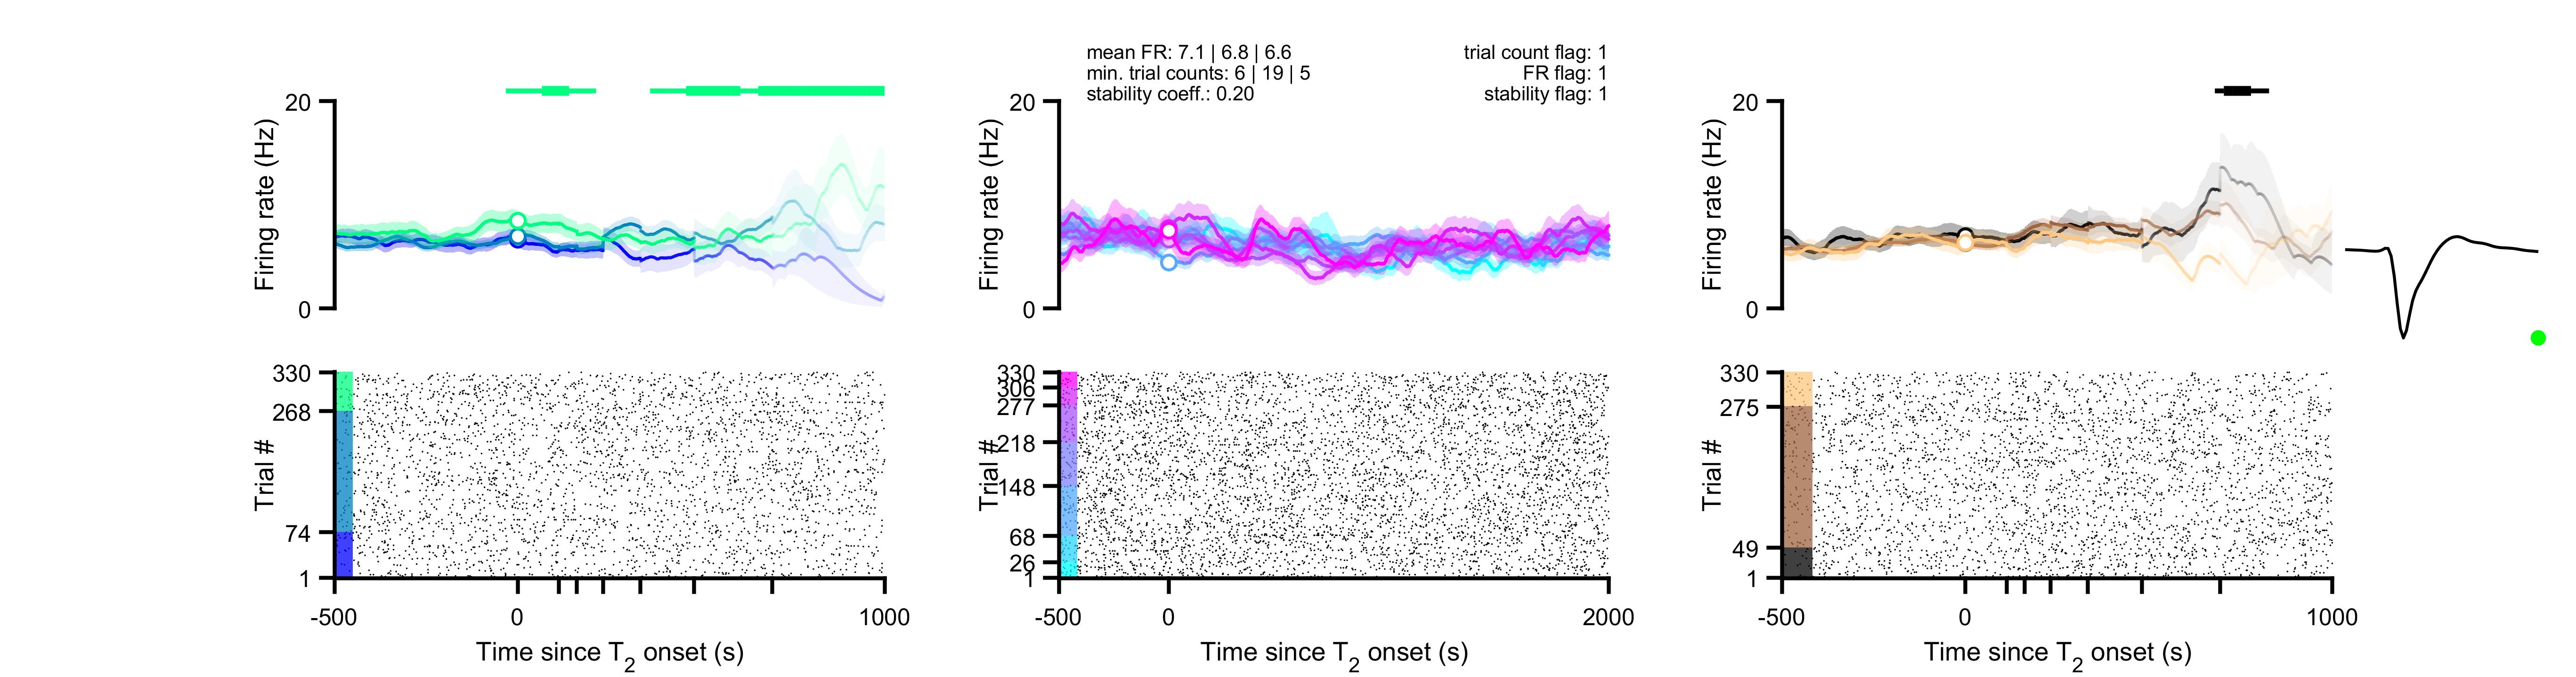 mean FR: 7.1 | 6.8 | 6.6
min. trial counts: 6 | 19 | 5
stability coeff.: 0.20
trial count flag: 1
FR flag: 1
stability flag: 1
20
Firing rate (Hz)
0
20
Firing rate (Hz)
0
20
Firing rate (Hz)
0
330
268
Trial #
74
1
-500
0
1000
Time since T2 onset (s)
330
306
277
218
Trial #
148
68
26
1
-500
0
2000
Time since T2 onset (s)
330
275
Trial #
49
1
-500
0
1000
Time since T2 onset (s)